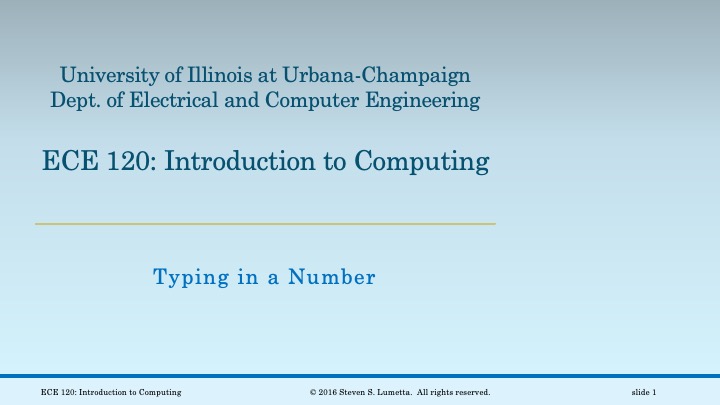 University of Illinois at Urbana-Champaign
Dept. of Electrical and Computer Engineering
ECE 120: Introduction to Computing
Typing in a Number
ECE 120: Introduction to Computing
© 2016 Steven S. Lumetta.  All rights reserved.
slide 1